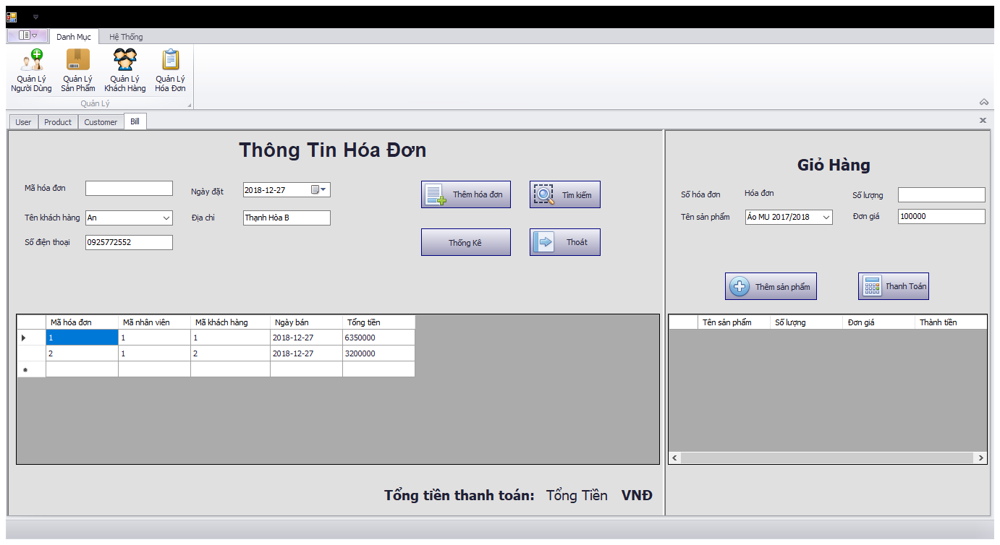 Danh Mục Hệ Thống
Quản Lý Người Dùng
Quản Lý Sản Phẩm
Quản Lý Khách Hàng
Quản Lý Hóa Đơn
Quản Lý
User Product Customer Bill
Thông Tin Hóa Đơn
Mã hóa đơn
Ngày đặt 2018-12-27
Tên khách hàng An
Địa chỉ Thạnh Hòa B
Số điện thoại 0925772552
Thêm hóa đơn
Tìm kiếm
Thống Kê
Thoát
Mã hóa đơn Mã nhân viên Mã khách hàng Ngày bán Tổng tiền
1 1 1 2018-12-27 6350000
2 1 2 2018-12-27 3200000
Tổng tiền thanh toán: Tổng Tiền VNĐ
Giỏ Hàng
Số hóa đơn Hóa đơn
Số lượng
Tên sản phẩm Áo MU 2017/2018
Đơn giá 100000
Thêm sản phẩm
Thanh Toán
Tên sản phẩm Số lượng Đơn giá Thành tiền